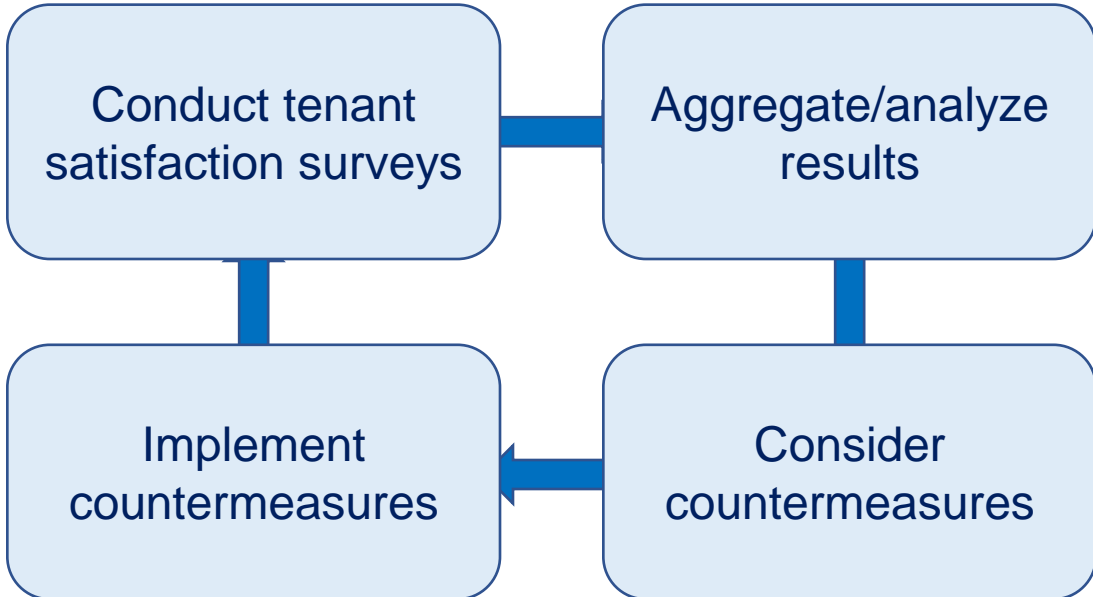 Conduct tenant
satisfaction surveys
Aggregate/analyze
results
Implement
countermeasures
Consider
countermeasures